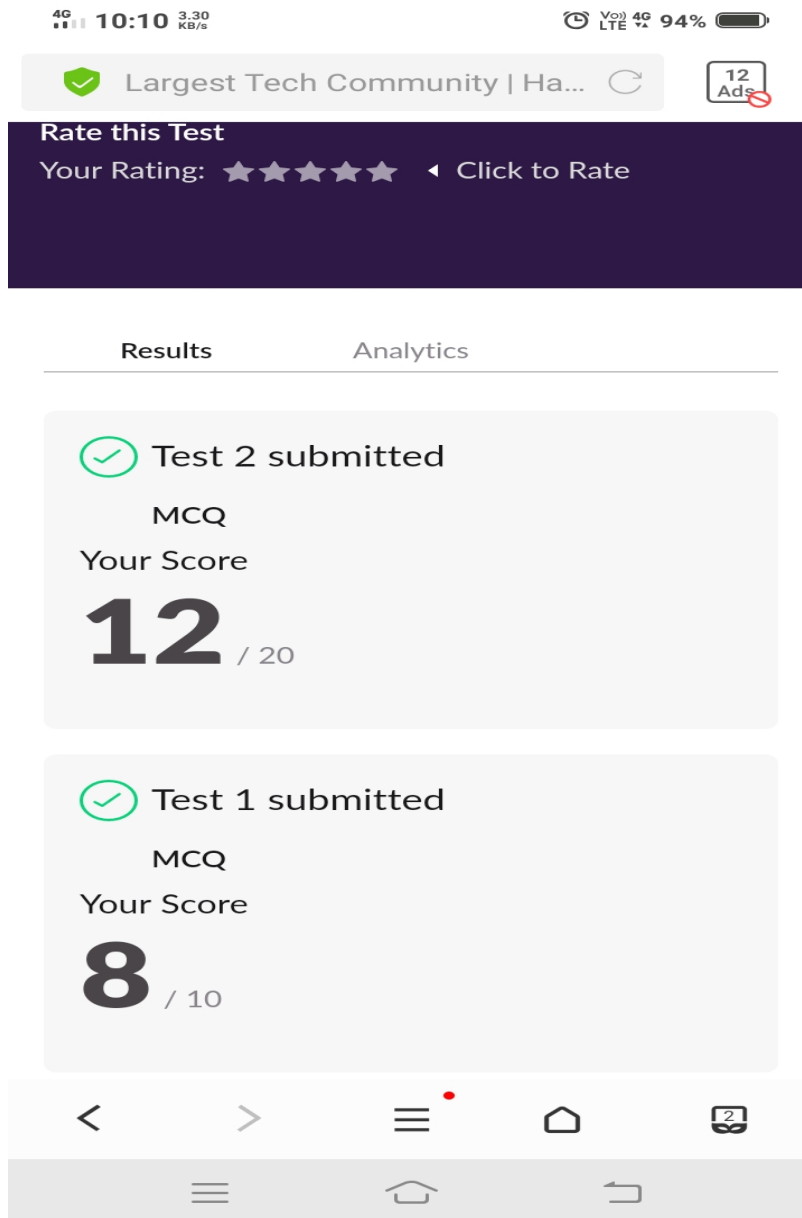 4G 10:10 3.30 KB/s Vo)) LTE 4G 94%
Largest Tech Community | Ha... 12 Ads
Rate this Test
Your Rating: Click to Rate
Results Analytics
Test 2 submitted
MCQ
Your Score
12 / 20
Test 1 submitted
MCQ
Your Score
8 / 10
2